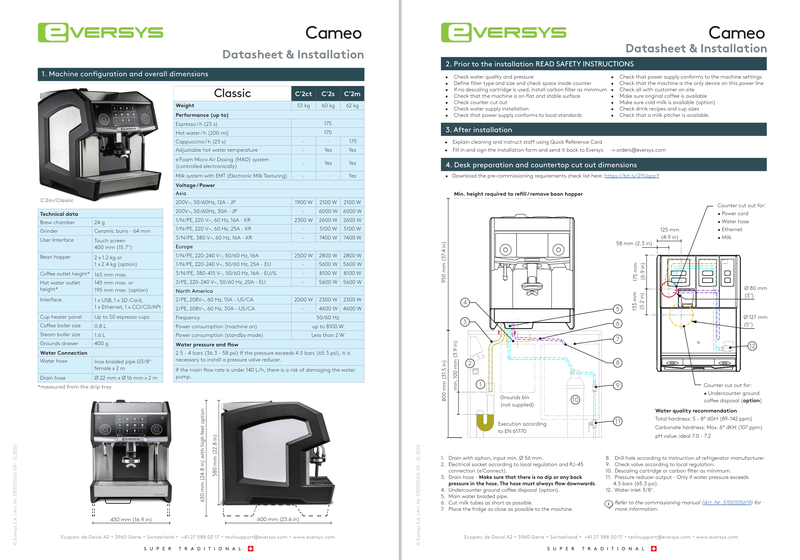 eversys
Cameo
Datasheet & Installation
1. Machine configuration and overall dimensions
C'2m/Classic
Technical data
Brew chamber 24 g
Grinder Ceramic burrs - 64 mm
User Interface Touch screen
400 mm (15.7")
Bean hopper 2 x 1.2 kg or
1 x 2.4 kg (option)
Coffee outlet height* 165 mm max.
Hot water outlet height* 145 mm max. or
195 mm max. (option)
Interface 1 x USB, 1 x SD-Card,
1 x Ethernet, 1 x CCI/CSI/API
Cup heater panel Up to 50 espresso cups
Coffee boiler size 0.8 L
Steam boiler size 1.6 L
Grounds drawer 400 g
Water Connection
Water hose Inox braided pipe G3/8"
female x 2 m
Drain hose Ø 22 mm x Ø 16 mm x 2 m
*measured from the drip tray
Classic C'2ct C'2s C'2m
Weight 53 kg 60 kg 62 kg
Performance (up to)
Espresso/h (23 s) 175
Hot water/h (200 ml) 170
Cappuccino/h (23 s) - - 175
Adjustable hot water temperature - Yes Yes
e'Foam Micro Air Dosing (MAD) system
(controlled electronically) - Yes Yes
Milk system with EMT (Electronic Milk Texturing) - - Yes
Voltage/Power
Asia
200V~, 50/60Hz, 12A - JP 1900 W 2100 W 2100 W
200V~, 50/60Hz, 30A - JP - 6000 W 6000 W
1/N/PE, 220 V~, 60 Hz, 16A - KR 2300 W 2600 W 2600 W
1/N/PE, 220 V~, 60 Hz, 25A - KR - 5100 W 5100 W
3/N/PE, 380 V~, 60 Hz, 16A - KR - 7400 W 7400 W
Europe
1/N/PE, 220-240 V~, 50/60 Hz, 16A 2500 W 2800 W 2800 W
1/N/PE, 220-240 V~, 50/60 Hz, 25A - EU - 5600 W 5600 W
3/N/PE, 380-415 V~, 50/60 Hz, 16A - EU/IL - 8100 W 8100 W
3/PE, 220-240 V~, 50/60 Hz, 20A - EU - 5600 W 5600 W
North America
2/PE, 208V~, 60 Hz, 15A - US/CA 2000 W 2300 W 2300 W
2/PE, 208V~, 60 Hz, 30A - US/CA - 4600 W 4600 W
Frequency 50/60 Hz
Power consumption (machine on) up to 8100 W
Power consumption (standby mode) Less than 2 W
Water pressure and flow
2.5 - 4 bars (36.3 - 58 psi) If the pressure exceeds 4.5 bars (65.3 psi), it is
necessary to install a pressure valve reducer.
If the main flow rate is under 140 L/h, there is a risk of damaging the water
pump.
430 mm (16.9 in)
630 mm (24.8 in) with high feet option
580 mm (22.8 in)
600 mm (23.6 in)
Ecoparc de Daval A2 • 3960 Sierre • Switzerland • +41 27 588 00 17 • techsupport@eversys.com • www.eversys.com
SUPER TRADITIONAL
eversys
Cameo
Datasheet & Installation
2. Prior to the installation READ SAFETY INSTRUCTIONS
• Check water quality and pressure
• Define filter type and size and check space inside counter
• If no descaling cartridge is used, install carbon filter as minimum
• Check that the machine is on flat and stable surface
• Check counter cut out
• Check water supply installation
• Check that power supply conforms to local standards
• Check that power supply conforms to the machine settings
• Check that the machine is the only device on this power line
• Check all with customer on site
• Make sure original coffee is available
• Make sure cold milk is available (option)
• Check drink recipes and cup sizes
• Check that a milk pitcher is available.
3. After installation
• Explain cleaning and instruct staff using Quick Reference Card
• Fill in and sign the installation form and send it back to Eversys -> orders@eversys.com
4. Desk preparation and countertop cut out dimensions
• Download the pre-commissioning requirements check list here:
Min. height required to refill/remove bean hopper
950 mm (37.4 in)
800 mm (31.5 in)
min. 100 mm (3.9 in)
4
3
2
1
5
6
7
8
9
10
11
Grounds bin
(not supplied)
Execution according
to EN 61770
Counter cut out for:
• Power cord
• Water hose
• Ethernet
• Milk
125 mm
(4.9 in)
58 mm (2.3 in)
175 mm
(6.9 in)
133 mm
(5.2 in)
Ø 80 mm
(3")
Ø 127 mm
(5")
12
Counter cut out for:
• Undercounter ground
coffee disposal (option)
Water quality recommendation
Total hardness: 5 - 8° dGH (89-142 ppm)
Carbonate hardness: Max. 6° dKH (107 ppm)
pH value: ideal 7.0 - 7.2
1. Drain with siphon, input min. Ø 56 mm.
2. Electrical socket according to local regulation and RJ-45
connection (e'Connect).
3. Drain hose - Make sure that there is no dip or any back
pressure in the hose. The hose must always flow downwards.
4. Undercounter ground coffee disposal (option).
5. Main water braided pipe.
6. Cut milk tubes as short as possible.
7. Place the fridge as close as possible to the machine.
8. Drill hole according to instruction of refrigerator manufacturer.
9. Check valve according to local regulation.
10. Descaling cartridge or carbon filter as minimum.
11. Pressure reducer output - Only if water pressure exceeds
4.5 bars (65.3 psi).
12. Water inlet 3/8".
Refer to the commissioning manual for
more information.
Ecoparc de Daval A2 • 3960 Sierre • Switzerland • +41 27 588 00 17 • techsupport@eversys.com • www.eversys.com
SUPER TRADITIONAL